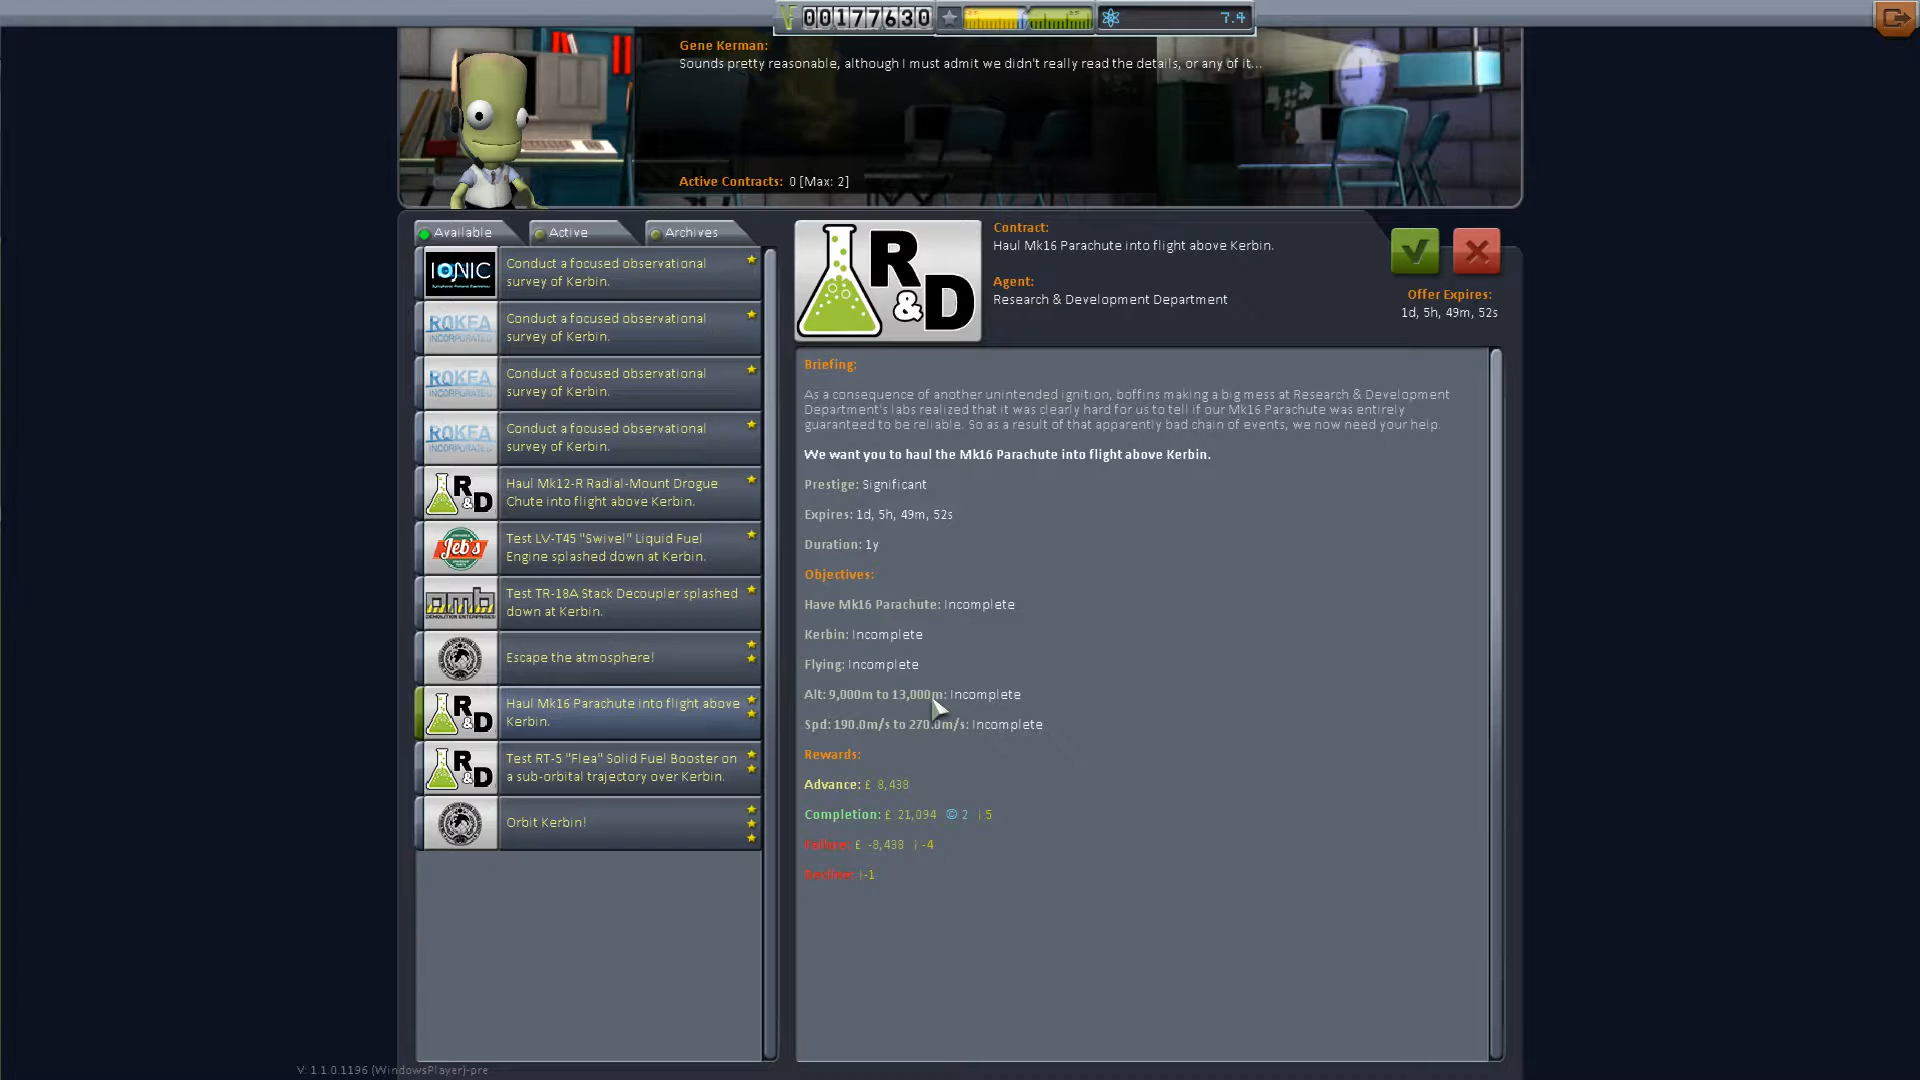 00177630
7.4
Gene Kerman:
Sounds pretty reasonable, although I must admit we didn't really read the details, or any of it...
Active Contracts: 0 [Max: 2]
Available
Active
Archives
IONIC
Conduct a focused observational
survey of Kerbin.
ROKEA
INCORPORATED
Conduct a focused observational
survey of Kerbin.
ROKEA
INCORPORATED
Conduct a focused observational
survey of Kerbin.
ROKEA
INCORPORATED
Conduct a focused observational
survey of Kerbin.
R&D
Haul Mk12-R Radial-Mount Drogue
Chute into flight above Kerbin.
Jeb's
Test LV-T45 "Swivel" Liquid Fuel
Engine splashed down at Kerbin.
OMB
DEMOLITION ENTERPRISES
Test TR-18A Stack Decoupler splashed
down at Kerbin.
Escape the atmosphere!
R&D
Haul Mk16 Parachute into flight above
Kerbin.
R&D
Test RT-5 "Flea" Solid Fuel Booster on
a sub-orbital trajectory over Kerbin.
Orbit Kerbin!
R&D
Contract:
Haul Mk16 Parachute into flight above Kerbin.
Agent:
Research & Development Department
Offer Expires:
1d, 5h, 49m, 52s
Briefing:
As a consequence of another unintended ignition, boffins making a big mess at Research & Development
Department's labs realized that it was clearly hard for us to tell if our Mk16 Parachute was entirely
guaranteed to be reliable. So as a result of that apparently bad chain of events, we now need your help.
We want you to haul the Mk16 Parachute into flight above Kerbin.
Prestige: Significant
Expires: 1d, 5h, 49m, 52s
Duration: 1y
Objectives:
Have Mk16 Parachute: Incomplete
Kerbin: Incomplete
Flying: Incomplete
Alt: 9,000m to 13,000m: Incomplete
Spd: 190.0m/s to 270.0m/s: Incomplete
Rewards:
Advance: £ 8,438
Completion: £ 21,094 © 2 | 5
Failure: £ -8,438 | -4
Decline: |-1
V: 1.1.0.1196 (WindowsPlayer)-pre